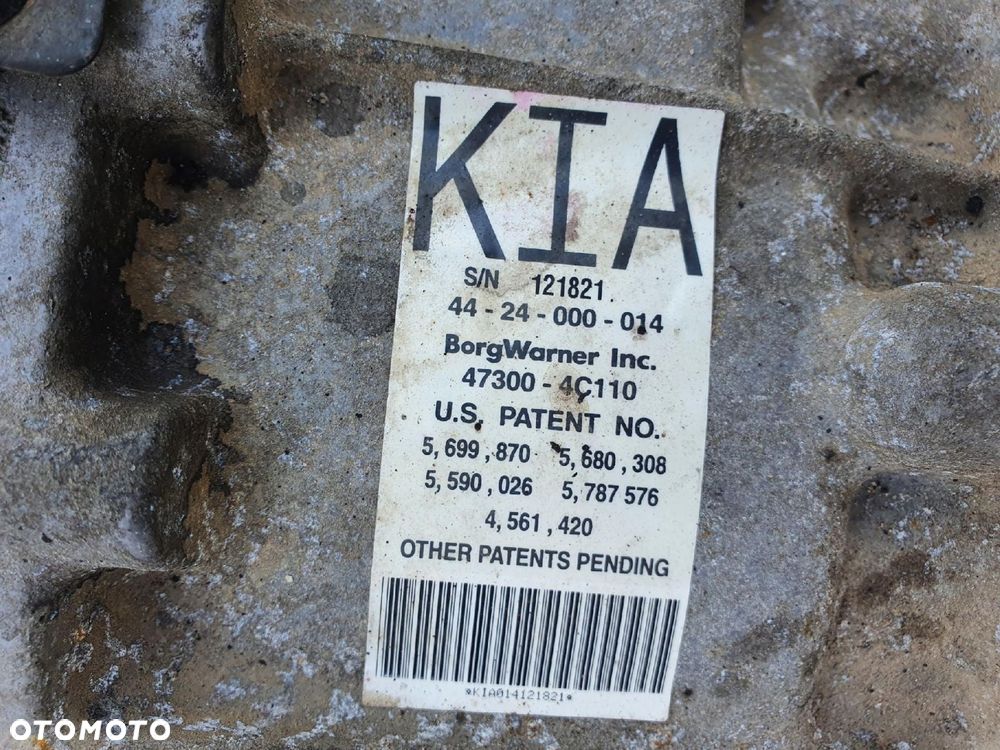 KIA
S/N 121821.
44 - 24 - 000 - 014
BorgWarner Inc.
47300 - 4C110
U.S. PATENT NO.
5, 699 , 870 5, 680 , 308
5, 590 , 026 5, 787 576
4, 561 , 420
OTHER PATENTS PENDING
*KIA014121821*
OTOMOTO